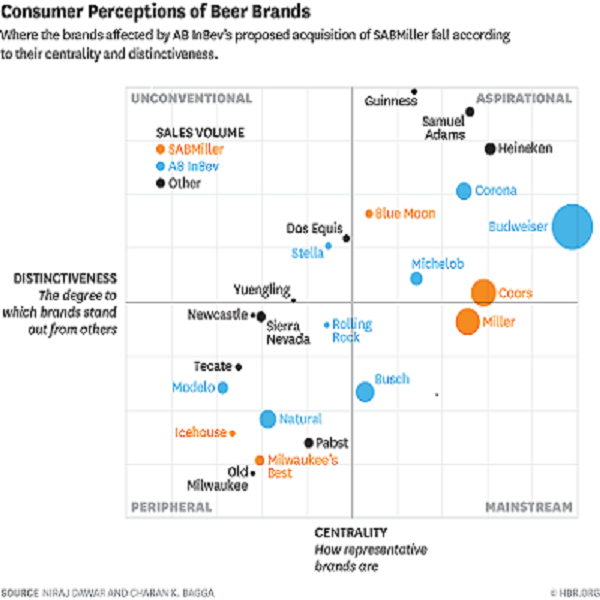 Consumer Perceptions of Beer Brands
Where the brands affected by AB InBev's proposed acquisition of SABMiller fall according
to their centrality and distinctiveness.
UNCONVENTIONAL
ASPIRATIONAL
SALES VOLUME
SABMiller
AB InBev
Other
Guinness
Samuel
Adams
Heineken
Corona
Blue Moon
Budweiser
Dos Equis
Stella
Michelob
DISTINCTIVENESS
The degree to
which brands stand
out from others
Yuengling
Coors
Newcastle
Sierra
Nevada
Rolling
Rock
Miller
Tecate
Modelo
Busch
Natural
Icehouse
Pabst
Milwaukee's
Best
Old
Milwaukee
PERIPHERAL
MAINSTREAM
CENTRALITY
How representative
brands are
SOURCE NIRAJ DAWAR AND CHARAN K. BAGGA
© HBR.ORG